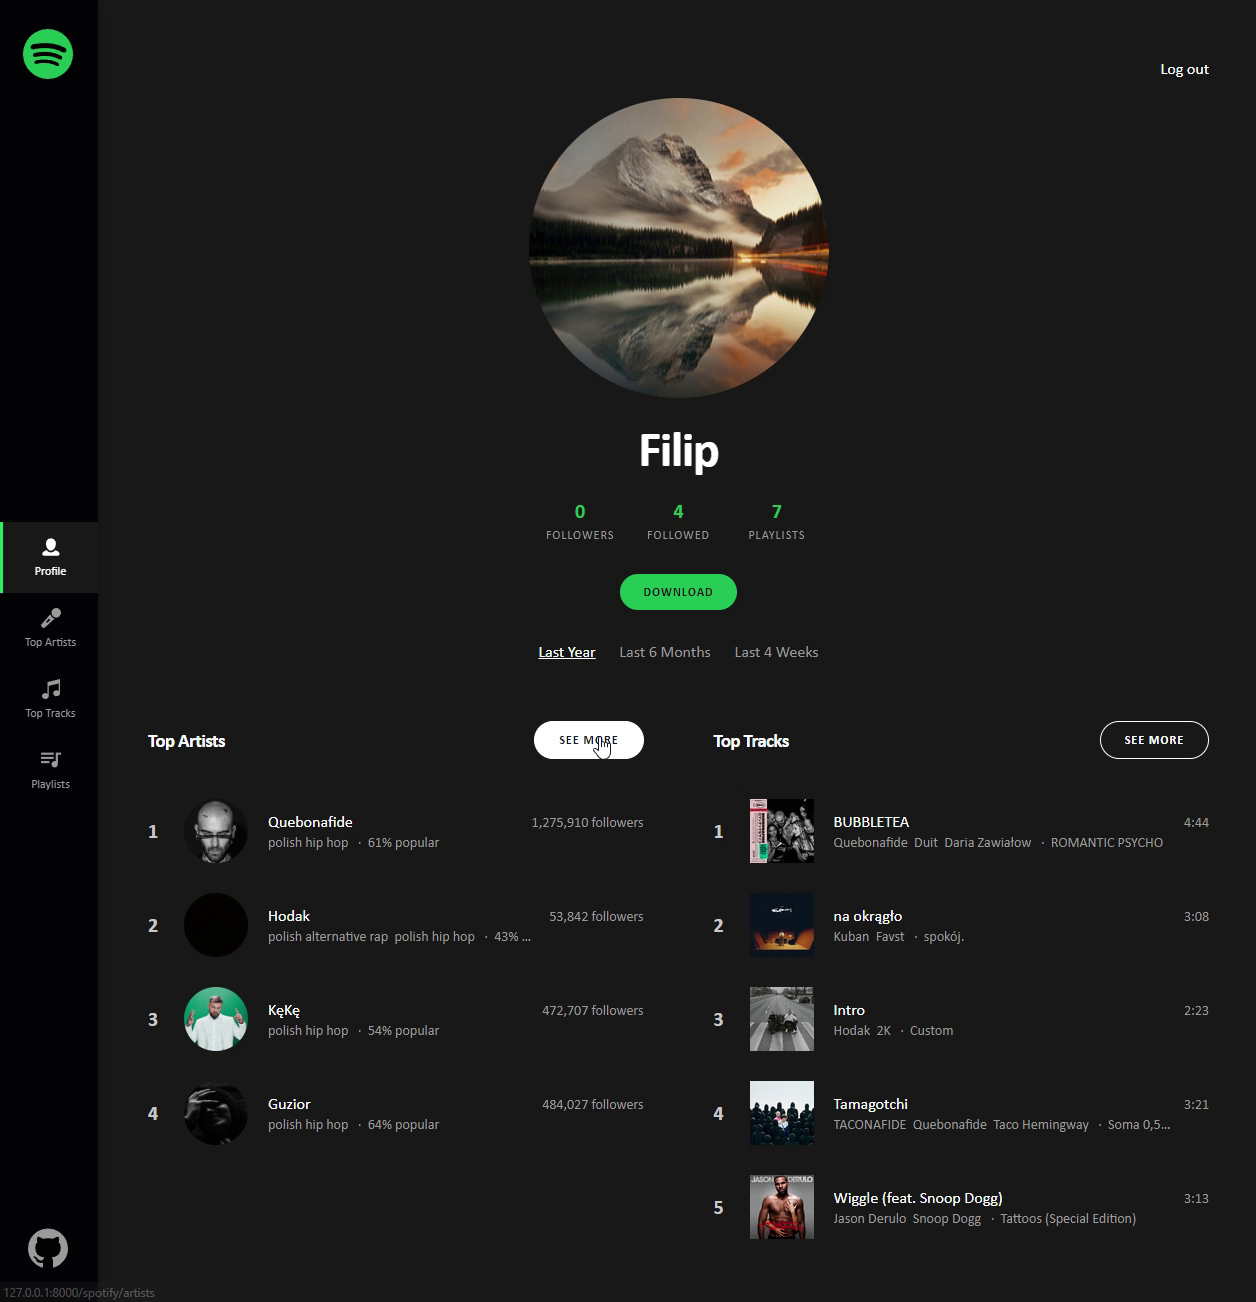 Log out
Filip
0
FOLLOWERS
4
FOLLOWED
7
PLAYLISTS
DOWNLOAD
Last Year
Last 6 Months
Last 4 Weeks
Profile
Top Artists
Top Tracks
Playlists
Top Artists
SEE MORE
1
Quebonafide
1,275,910 followers
polish hip hop · 61% popular
2
Hodak
53,842 followers
polish alternative rap polish hip hop · 43% ...
3
KęKę
472,707 followers
polish hip hop · 54% popular
4
Guzior
484,027 followers
polish hip hop · 64% popular
Top Tracks
SEE MORE
1
BUBBLETEA
4:44
Quebonafide Duit Daria Zawiałow · ROMANTIC PSYCHO
2
na okrągło
3:08
Kuban Favst · spokój.
3
Intro
2:23
Hodak 2K · Custom
4
Tamagotchi
3:21
TACONAFIDE Quebonafide Taco Hemingway · Soma 0,5...
5
JASON DERULO
Wiggle (feat. Snoop Dogg)
3:13
Jason Derulo Snoop Dogg · Tattoos (Special Edition)
127.0.0.1:8000/spotify/artists